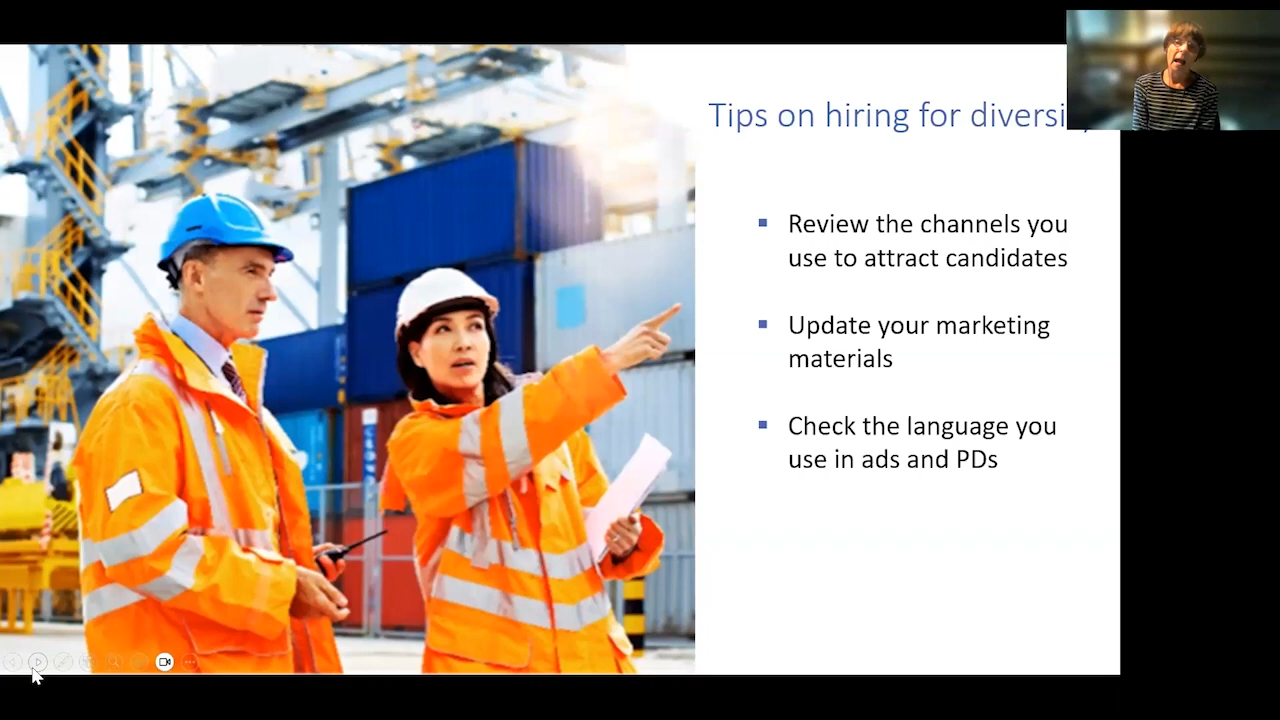 Tips on hiring for
Review the channels you
use to attract candidates
Update your marketing
materials
Check the language you
use in ads and PDs